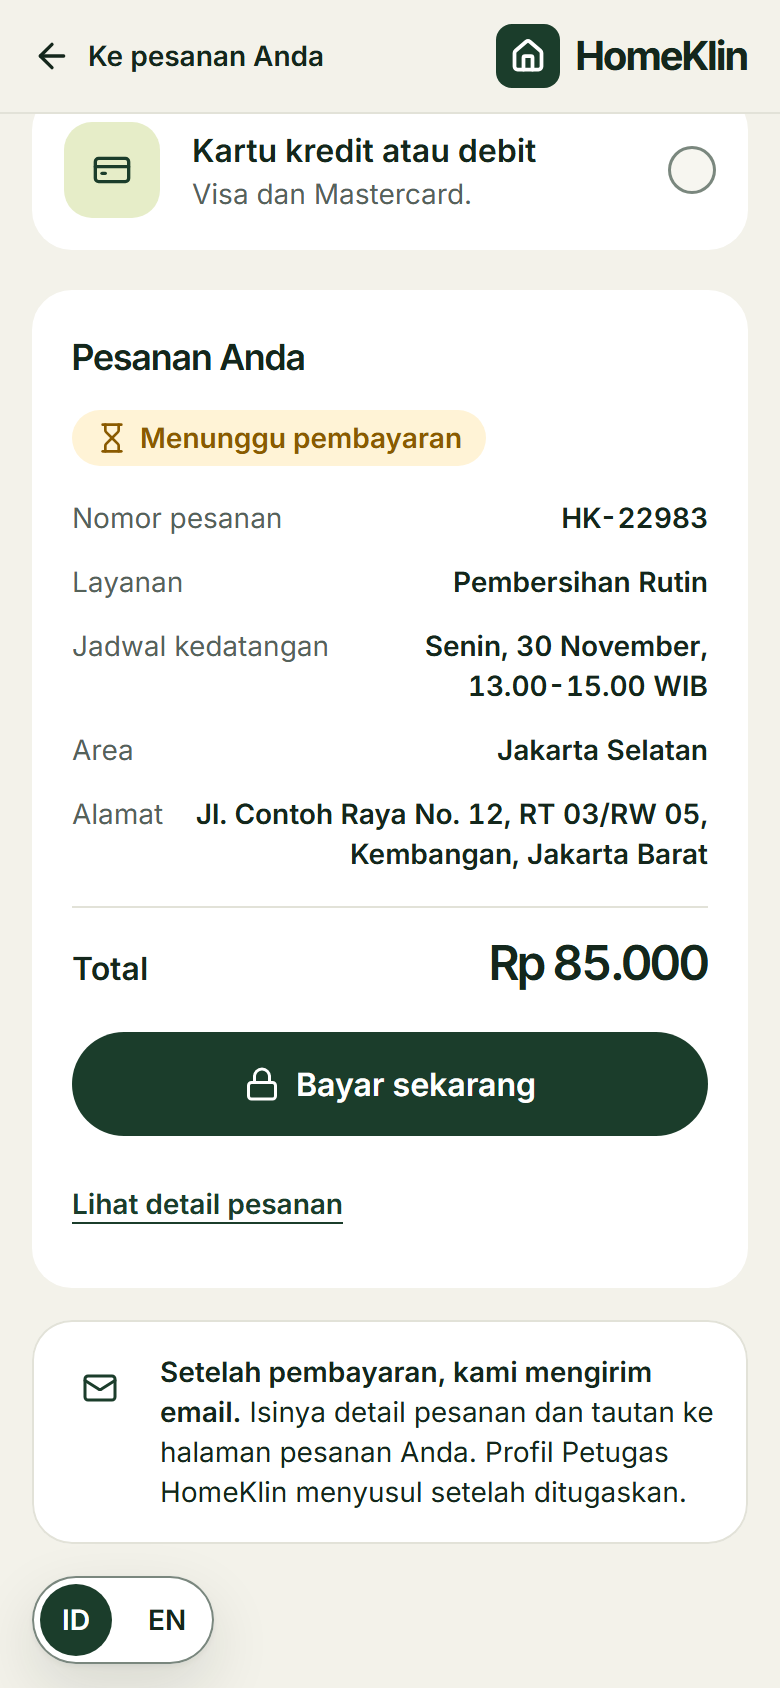 Ke pesanan Anda
HomeKlin
Kartu kredit atau debit
Visa dan Mastercard.
Pesanan Anda
Menunggu pembayaran
Nomor pesanan HK-22983
Layanan Pembersihan Rutin
Jadwal kedatangan Senin, 30 November,
13.00-15.00 WIB
Area Jakarta Selatan
Alamat Jl. Contoh Raya No. 12, RT 03/RW 05,
Kembangan, Jakarta Barat
Total Rp 85.000
Bayar sekarang
Lihat detail pesanan
Setelah pembayaran, kami mengirim
email. Isinya detail pesanan dan tautan ke
halaman pesanan Anda. Profil Petugas
HomeKlin menyusul setelah ditugaskan.
ID EN